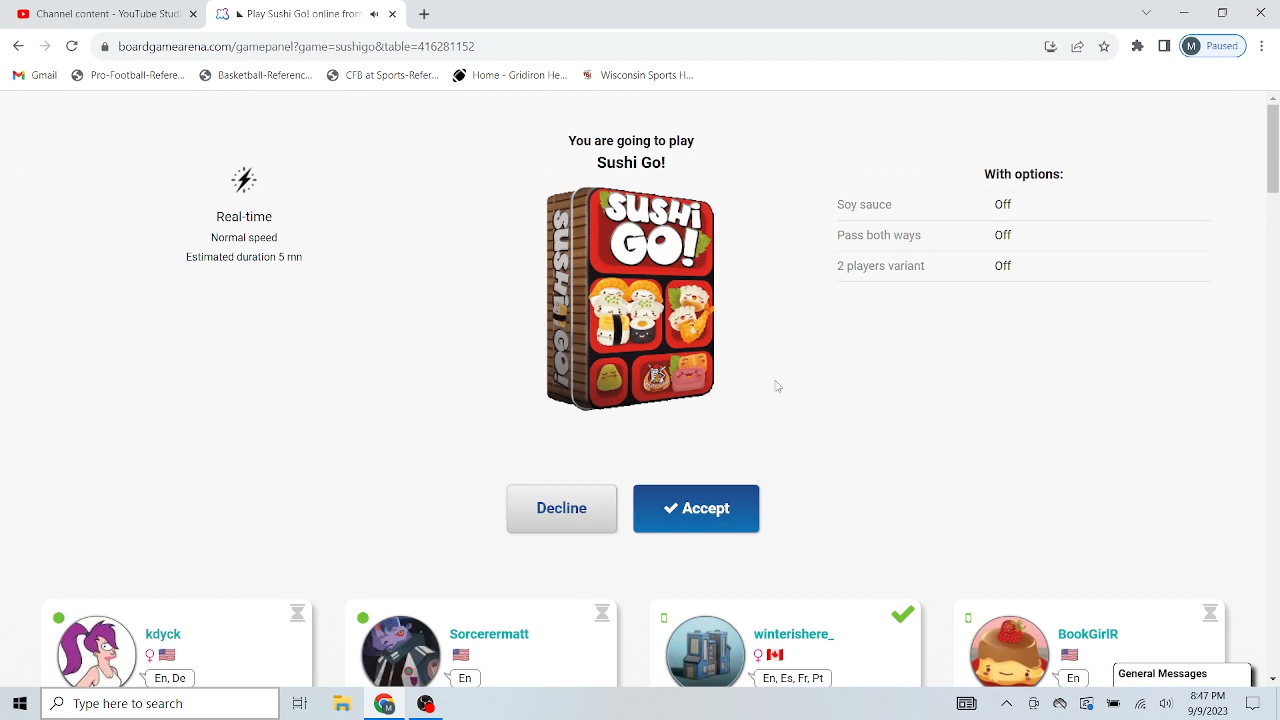 Channel content - YouTube Studi
Play Sushi Go! online from
boardgamearena.com/gamepanel?game=sushigo&table=416281152
M Paused
Gmail
Pro-Football-Refere...
Basketball-Referenc...
CFB at Sports-Refer...
Home - Gridiron He...
Wisconsin Sports H...
You are going to play
Sushi Go!
Real-time
Normal speed
Estimated duration 5 mn
SUSHI GO!
SUSHI
GO!
With options:
Soy sauce Off
Pass both ways Off
2 players variant Off
Decline
Accept
kdyck
En, De
Sorcerermatt
En
winterishere_
En, Es, Fr, Pt
BookGirlR
En
General Messages
Type here to search
8:47 PM
9/9/2023